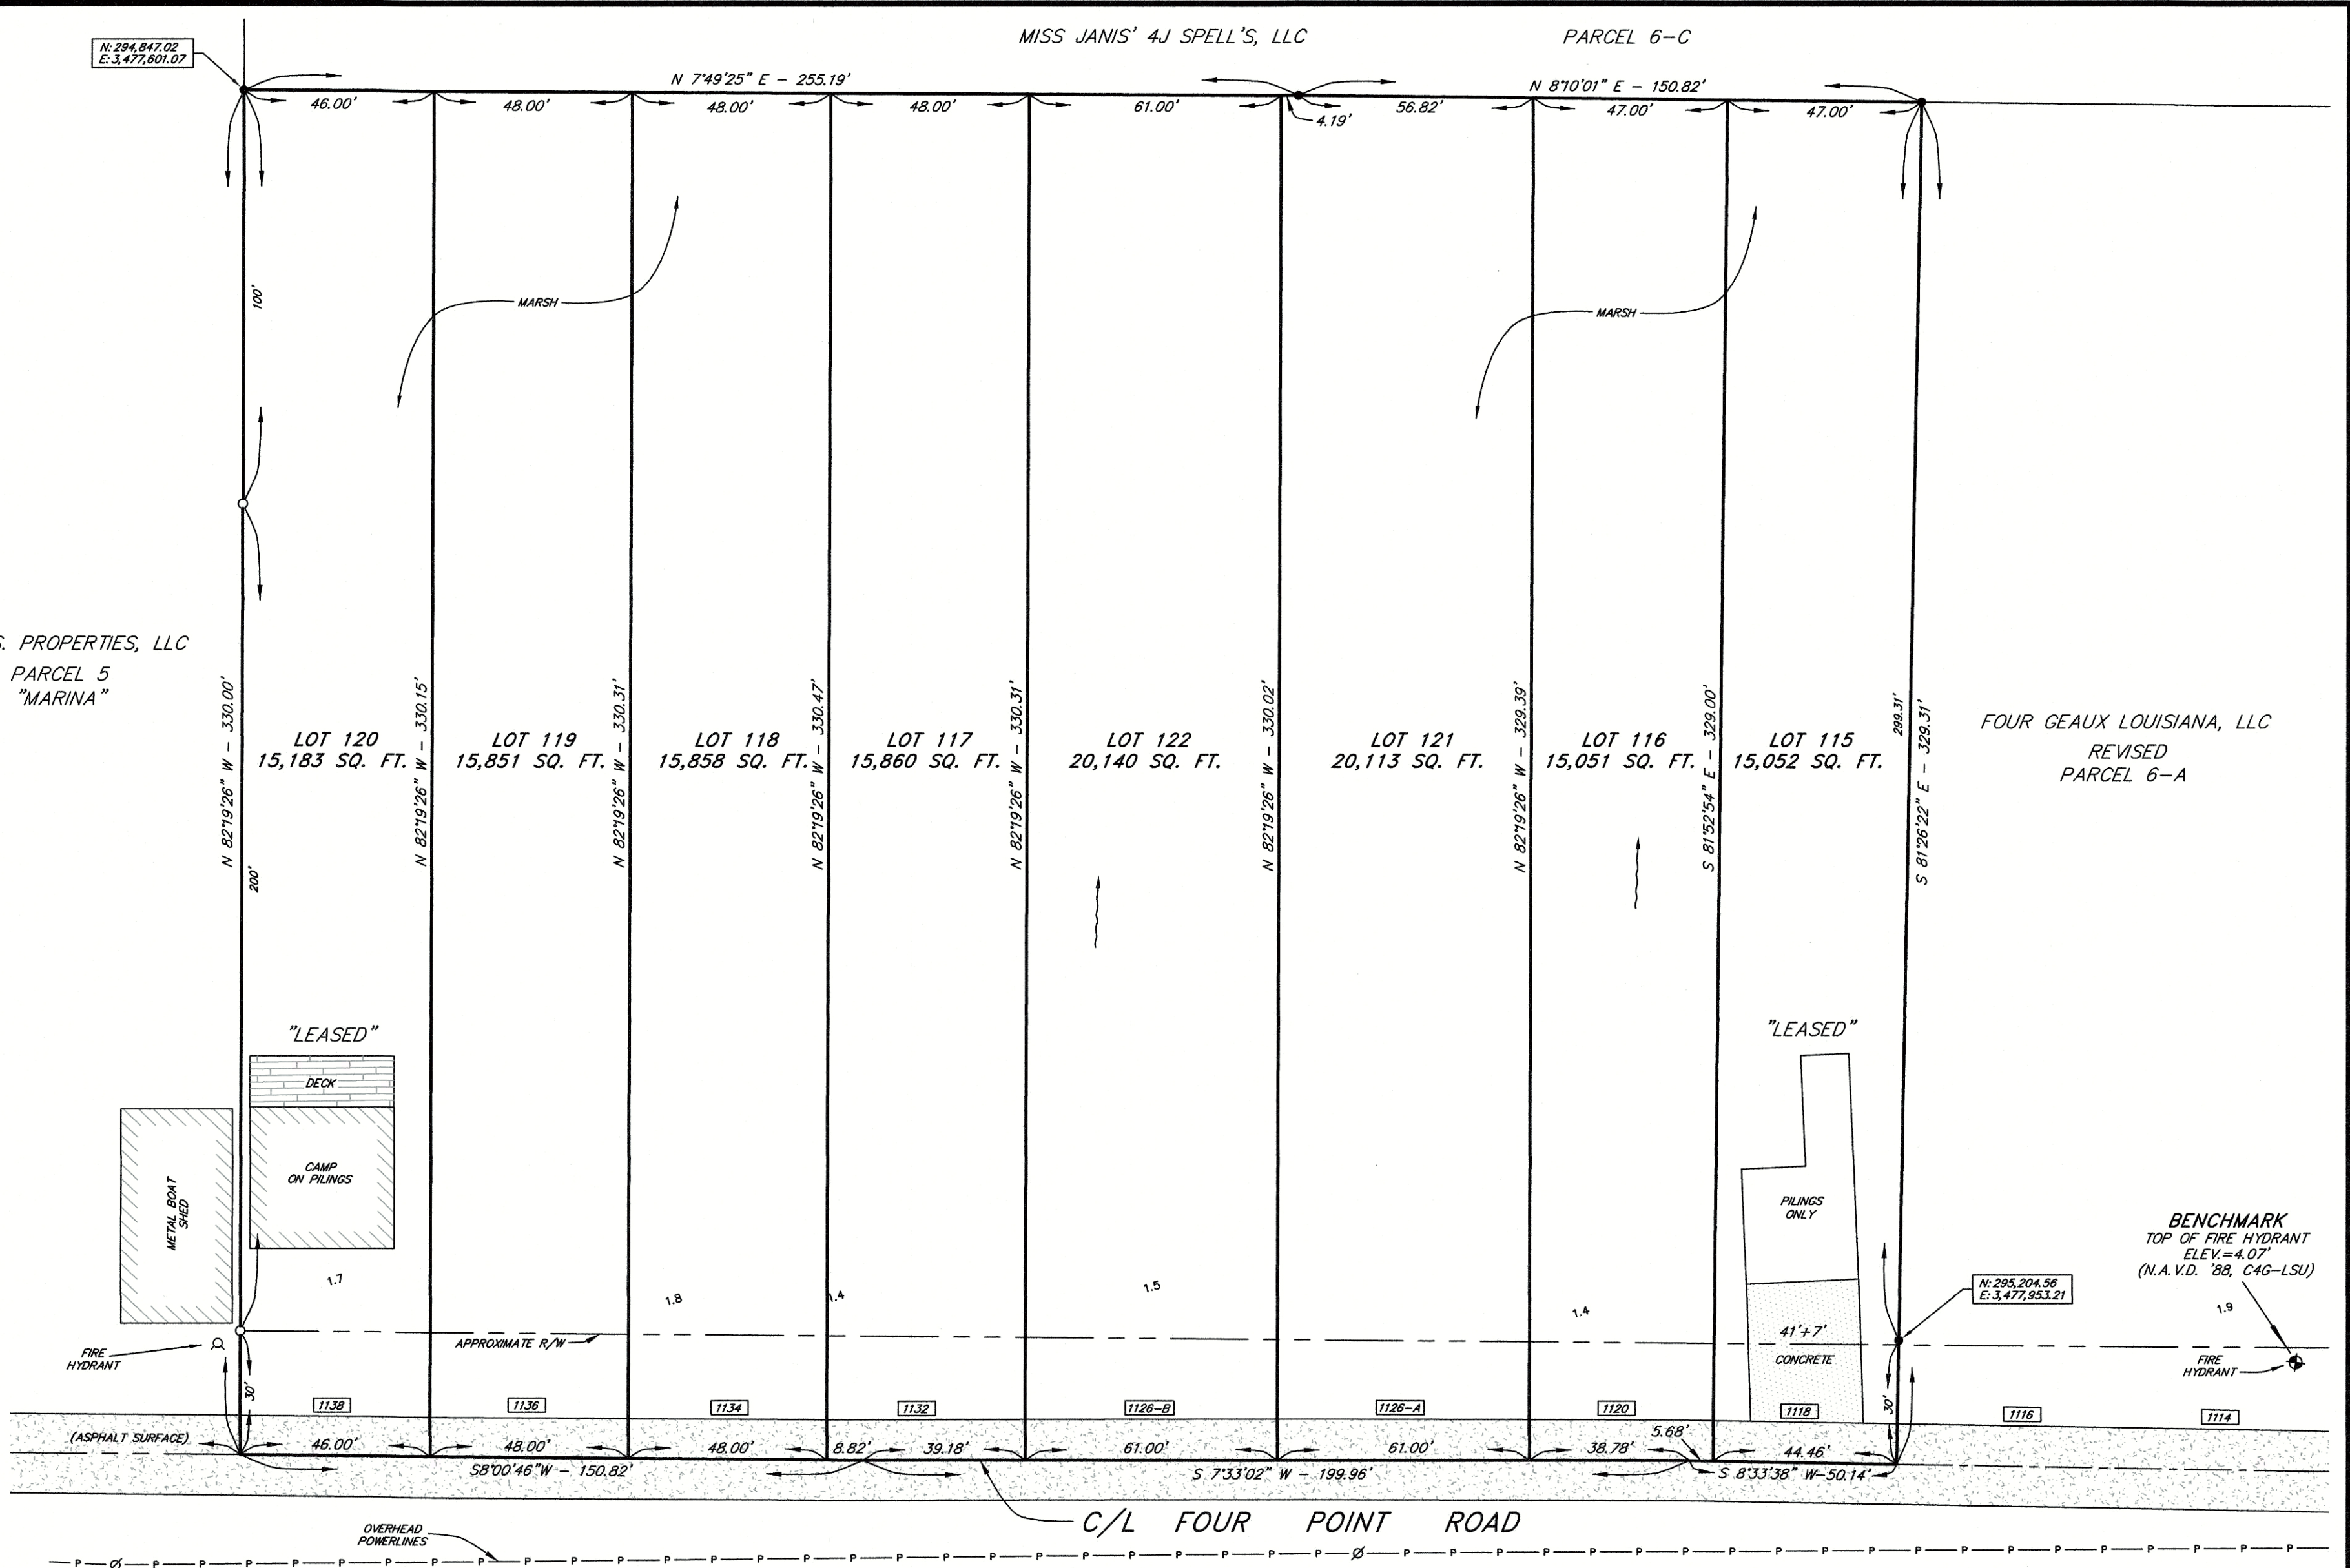 MISS JANIS' 4J SPELL'S, LLC
PARCEL 6-C
N: 294,847.02
E: 3,477,601.07
N 7°49'25" E - 255.19'
N 8°10'01" E - 150.82'
46.00'
48.00'
48.00'
48.00'
61.00'
4.19'
56.82'
47.00'
47.00'
100'
MARSH
MARSH
S. PROPERTIES, LLC
PARCEL 5
"MARINA"
N 82°19'26" W - 330.00'
200'
LOT 120
15,183 SQ. FT.
N 82°19'26" W - 330.15'
LOT 119
15,851 SQ. FT.
N 82°19'26" W - 330.31'
LOT 118
15,858 SQ. FT.
N 82°19'26" W - 330.47'
LOT 117
15,860 SQ. FT.
N 82°19'26" W - 330.31'
LOT 122
20,140 SQ. FT.
N 82°19'26" W - 330.02'
LOT 121
20,113 SQ. FT.
N 82°19'26" W - 329.39'
LOT 116
15,051 SQ. FT.
S 81°52'54" E - 329.00'
LOT 115
15,052 SQ. FT.
299.31'
S 81°26'22" E - 329.31'
FOUR GEAUX LOUISIANA, LLC
REVISED
PARCEL 6-A
"LEASED"
DECK
CAMP
ON PILINGS
METAL BOAT
SHED
"LEASED"
PILINGS
ONLY
41'±7'
CONCRETE
BENCHMARK
TOP OF FIRE HYDRANT
ELEV.=4.07'
(N.A.V.D. '88, C4G-LSU)
N: 295,204.56
E: 3,477,953.21
1.7
1.8
1.4
1.5
1.4
1.9
APPROXIMATE R/W
FIRE
HYDRANT
FIRE
HYDRANT
30'
30'
1138
1136
1134
1132
1126-B
1126-A
1120
1118
1116
1114
(ASPHALT SURFACE)
46.00'
48.00'
48.00'
8.82'
39.18'
61.00'
61.00'
38.78'
5.68'
44.46'
S8°00'46"W - 150.82'
S 7°33'02" W - 199.96'
S 8°33'38" W-50.14'
C/L FOUR POINT ROAD
OVERHEAD
POWERLINES
P P P P P P P P P P P P P P P P P P P P P P P P P P P P P P P P P P P P P P P P P P P P P P P